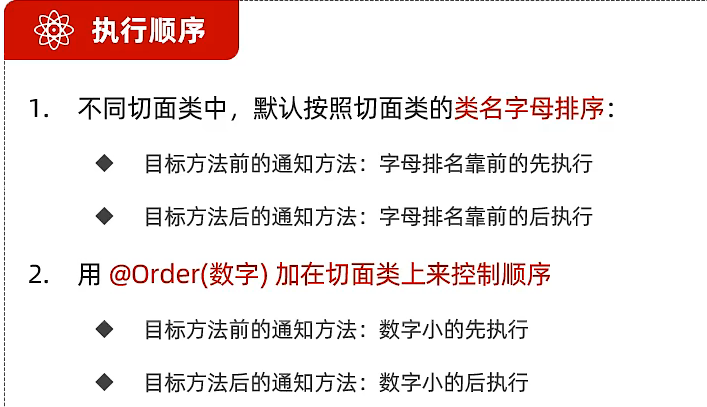 执行顺序
1. 不同切面类中，默认按照切面类的类名字母排序：
◆ 目标方法前的通知方法：字母排名靠前的先执行
◆ 目标方法后的通知方法：字母排名靠前的后执行
2. 用 @Order(数字) 加在切面类上来控制顺序
◆ 目标方法前的通知方法：数字小的先执行
◆ 目标方法后的通知方法：数字小的后执行